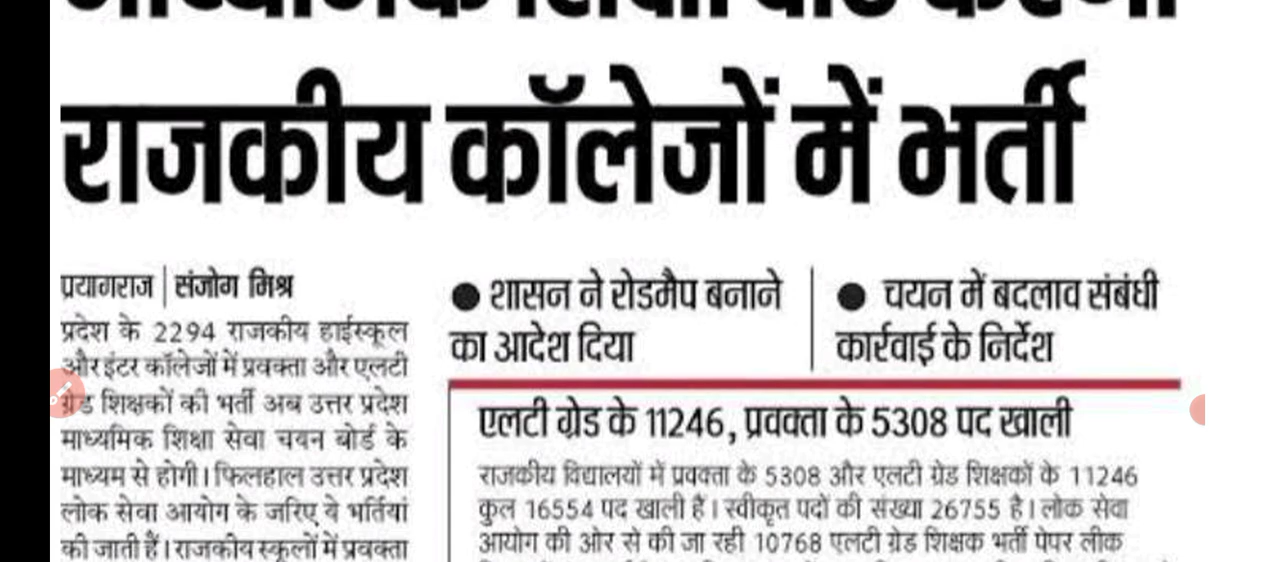 माध्यमिक शिक्षा बोर्ड करेगा
राजकीय कॉलेजों में भर्ती
प्रयागराज | संजोग मिश्र
प्रदेश के 2294 राजकीय हाईस्कूल
और इंटर कॉलेजों में प्रवक्ता और एलटी
ग्रेड शिक्षकों की भर्ती अब उत्तर प्रदेश
माध्यमिक शिक्षा सेवा चयन बोर्ड के
माध्यम से होगी। फिलहाल उत्तर प्रदेश
लोक सेवा आयोग के जरिए ये भर्तियां
की जाती हैं। राजकीय स्कूलों में प्रवक्ता
● शासन ने रोडमैप बनाने
का आदेश दिया
● चयन में बदलाव संबंधी
कार्रवाई के निर्देश
एलटी ग्रेड के 11246, प्रवक्ता के 5308 पद खाली
राजकीय विद्यालयों में प्रवक्ता के 5308 और एलटी ग्रेड शिक्षकों के 11246
कुल 16554 पद खाली हैं। स्वीकृत पदों की संख्या 26755 है। लोक सेवा
आयोग की ओर से की जा रही 10768 एलटी ग्रेड शिक्षक भर्ती पेपर लीक